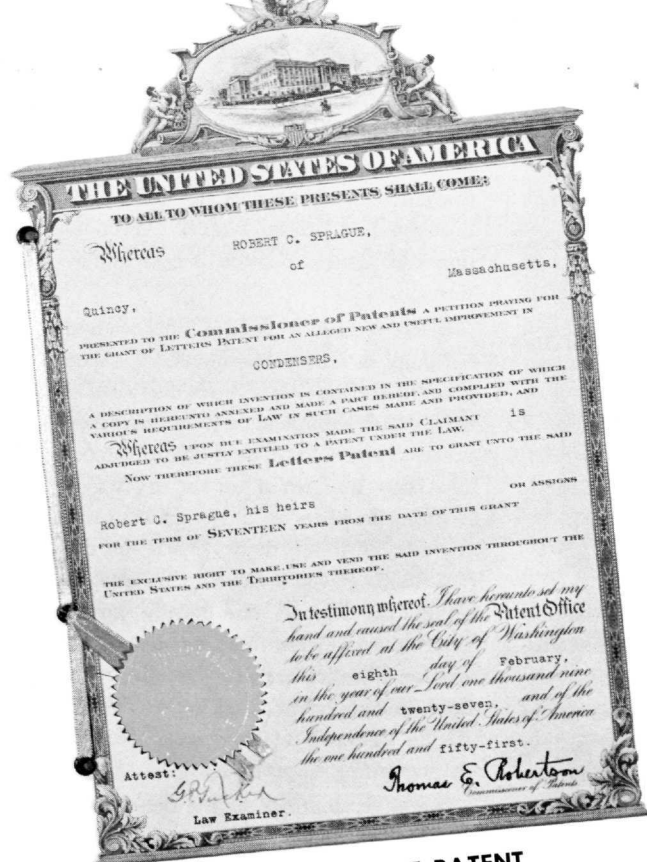 THE UNITED STATES OF AMERICA
TO ALL TO WHOM THESE PRESENTS SHALL COME:
Whereas ROBERT C. SPRAGUE,
of
Quincy, Massachusetts,
PRESENTED TO THE Commissioner of Patents A PETITION PRAYING FOR
THE GRANT OF LETTERS PATENT FOR AN ALLEGED NEW AND USEFUL IMPROVEMENT IN
CONDENSERS,
A DESCRIPTION OF WHICH INVENTION IS CONTAINED IN THE SPECIFICATION OF WHICH
A COPY IS HEREUNTO ANNEXED AND MADE A PART HEREOF, AND COMPLIED WITH THE
VARIOUS REQUIREMENTS OF LAW IN SUCH CASES MADE AND PROVIDED, AND
Whereas UPON DUE EXAMINATION MADE THE SAID CLAIMANT is
ADJUDGED TO BE JUSTLY ENTITLED TO A PATENT UNDER THE LAW.
NOW THEREFORE THESE Letters Patent ARE TO GRANT UNTO THE SAID
Robert C. Sprague, his heirs OR ASSIGNS
FOR THE TERM OF SEVENTEEN YEARS FROM THE DATE OF THIS GRANT
THE EXCLUSIVE RIGHT TO MAKE, USE AND VEND THE SAID INVENTION THROUGHOUT THE
UNITED STATES AND THE TERRITORIES THEREOF.
In testimony whereof I have hereunto set my
hand and caused the seal of the Patent Office
to be affixed at the City of Washington
this eighth day of February,
in the year of our Lord one thousand nine
hundred and twenty-seven, and of the
Independence of the United States of America
the one hundred and fifty-first.
Attest:
Law Examiner.
Thomas E. Robertson
Commissioner of Patents
PATENT